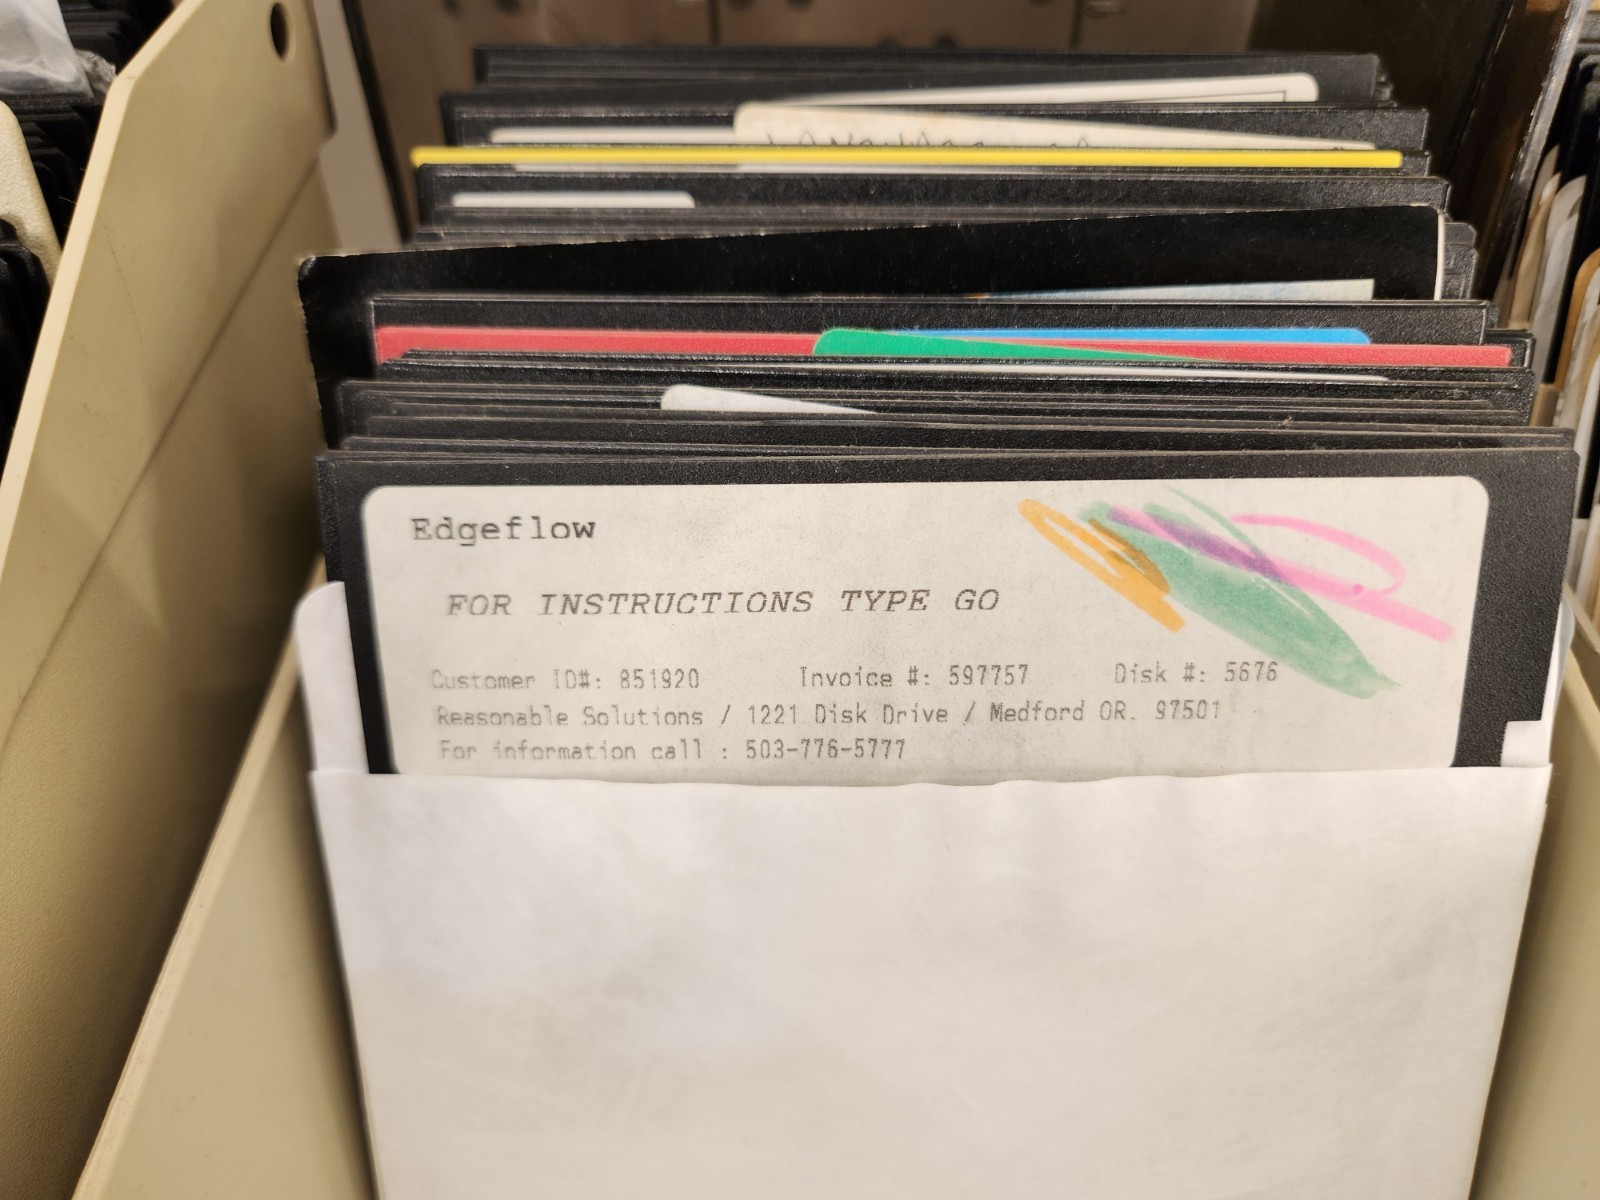 Edgeflow
FOR INSTRUCTIONS TYPE GO
Customer ID#: 851920 Invoice #: 597757 Disk #: 5676
Reasonable Solutions / 1221 Disk Drive / Medford OR. 97501
For information call : 503-776-5777